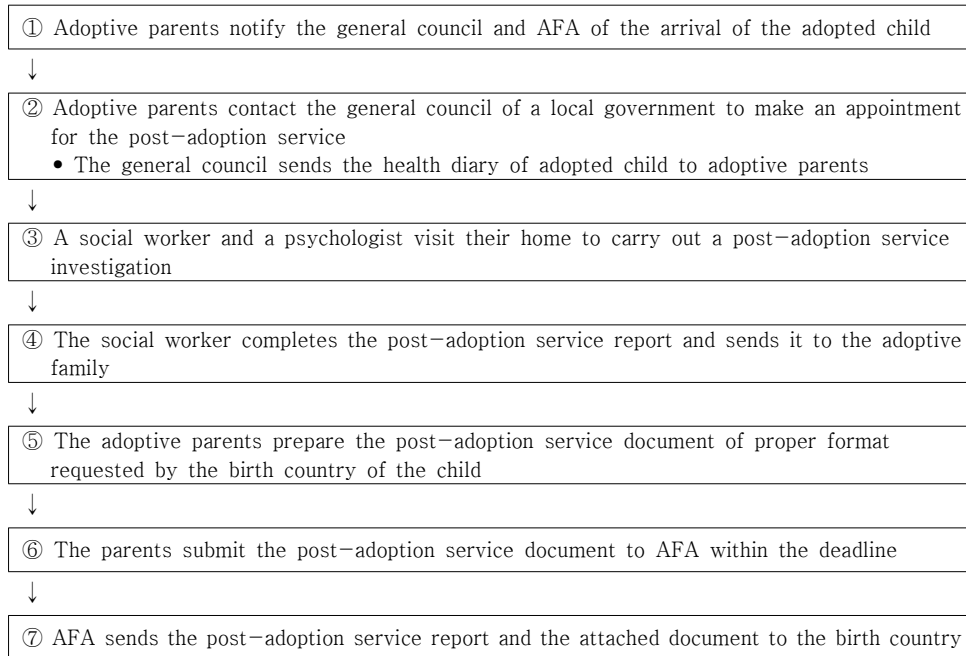 ① Adoptive parents notify the general council and AFA of the arrival of the adopted child
↓
② Adoptive parents contact the general council of a local government to make an appointment
for the post-adoption service
• The general council sends the health diary of adopted child to adoptive parents
↓
③ A social worker and a psychologist visit their home to carry out a post-adoption service
investigation
↓
④ The social worker completes the post-adoption service report and sends it to the adoptive
family
↓
⑤ The adoptive parents prepare the post-adoption service document of proper format
requested by the birth country of the child
↓
⑥ The parents submit the post-adoption service document to AFA within the deadline
↓
⑦ AFA sends the post-adoption service report and the attached document to the birth country